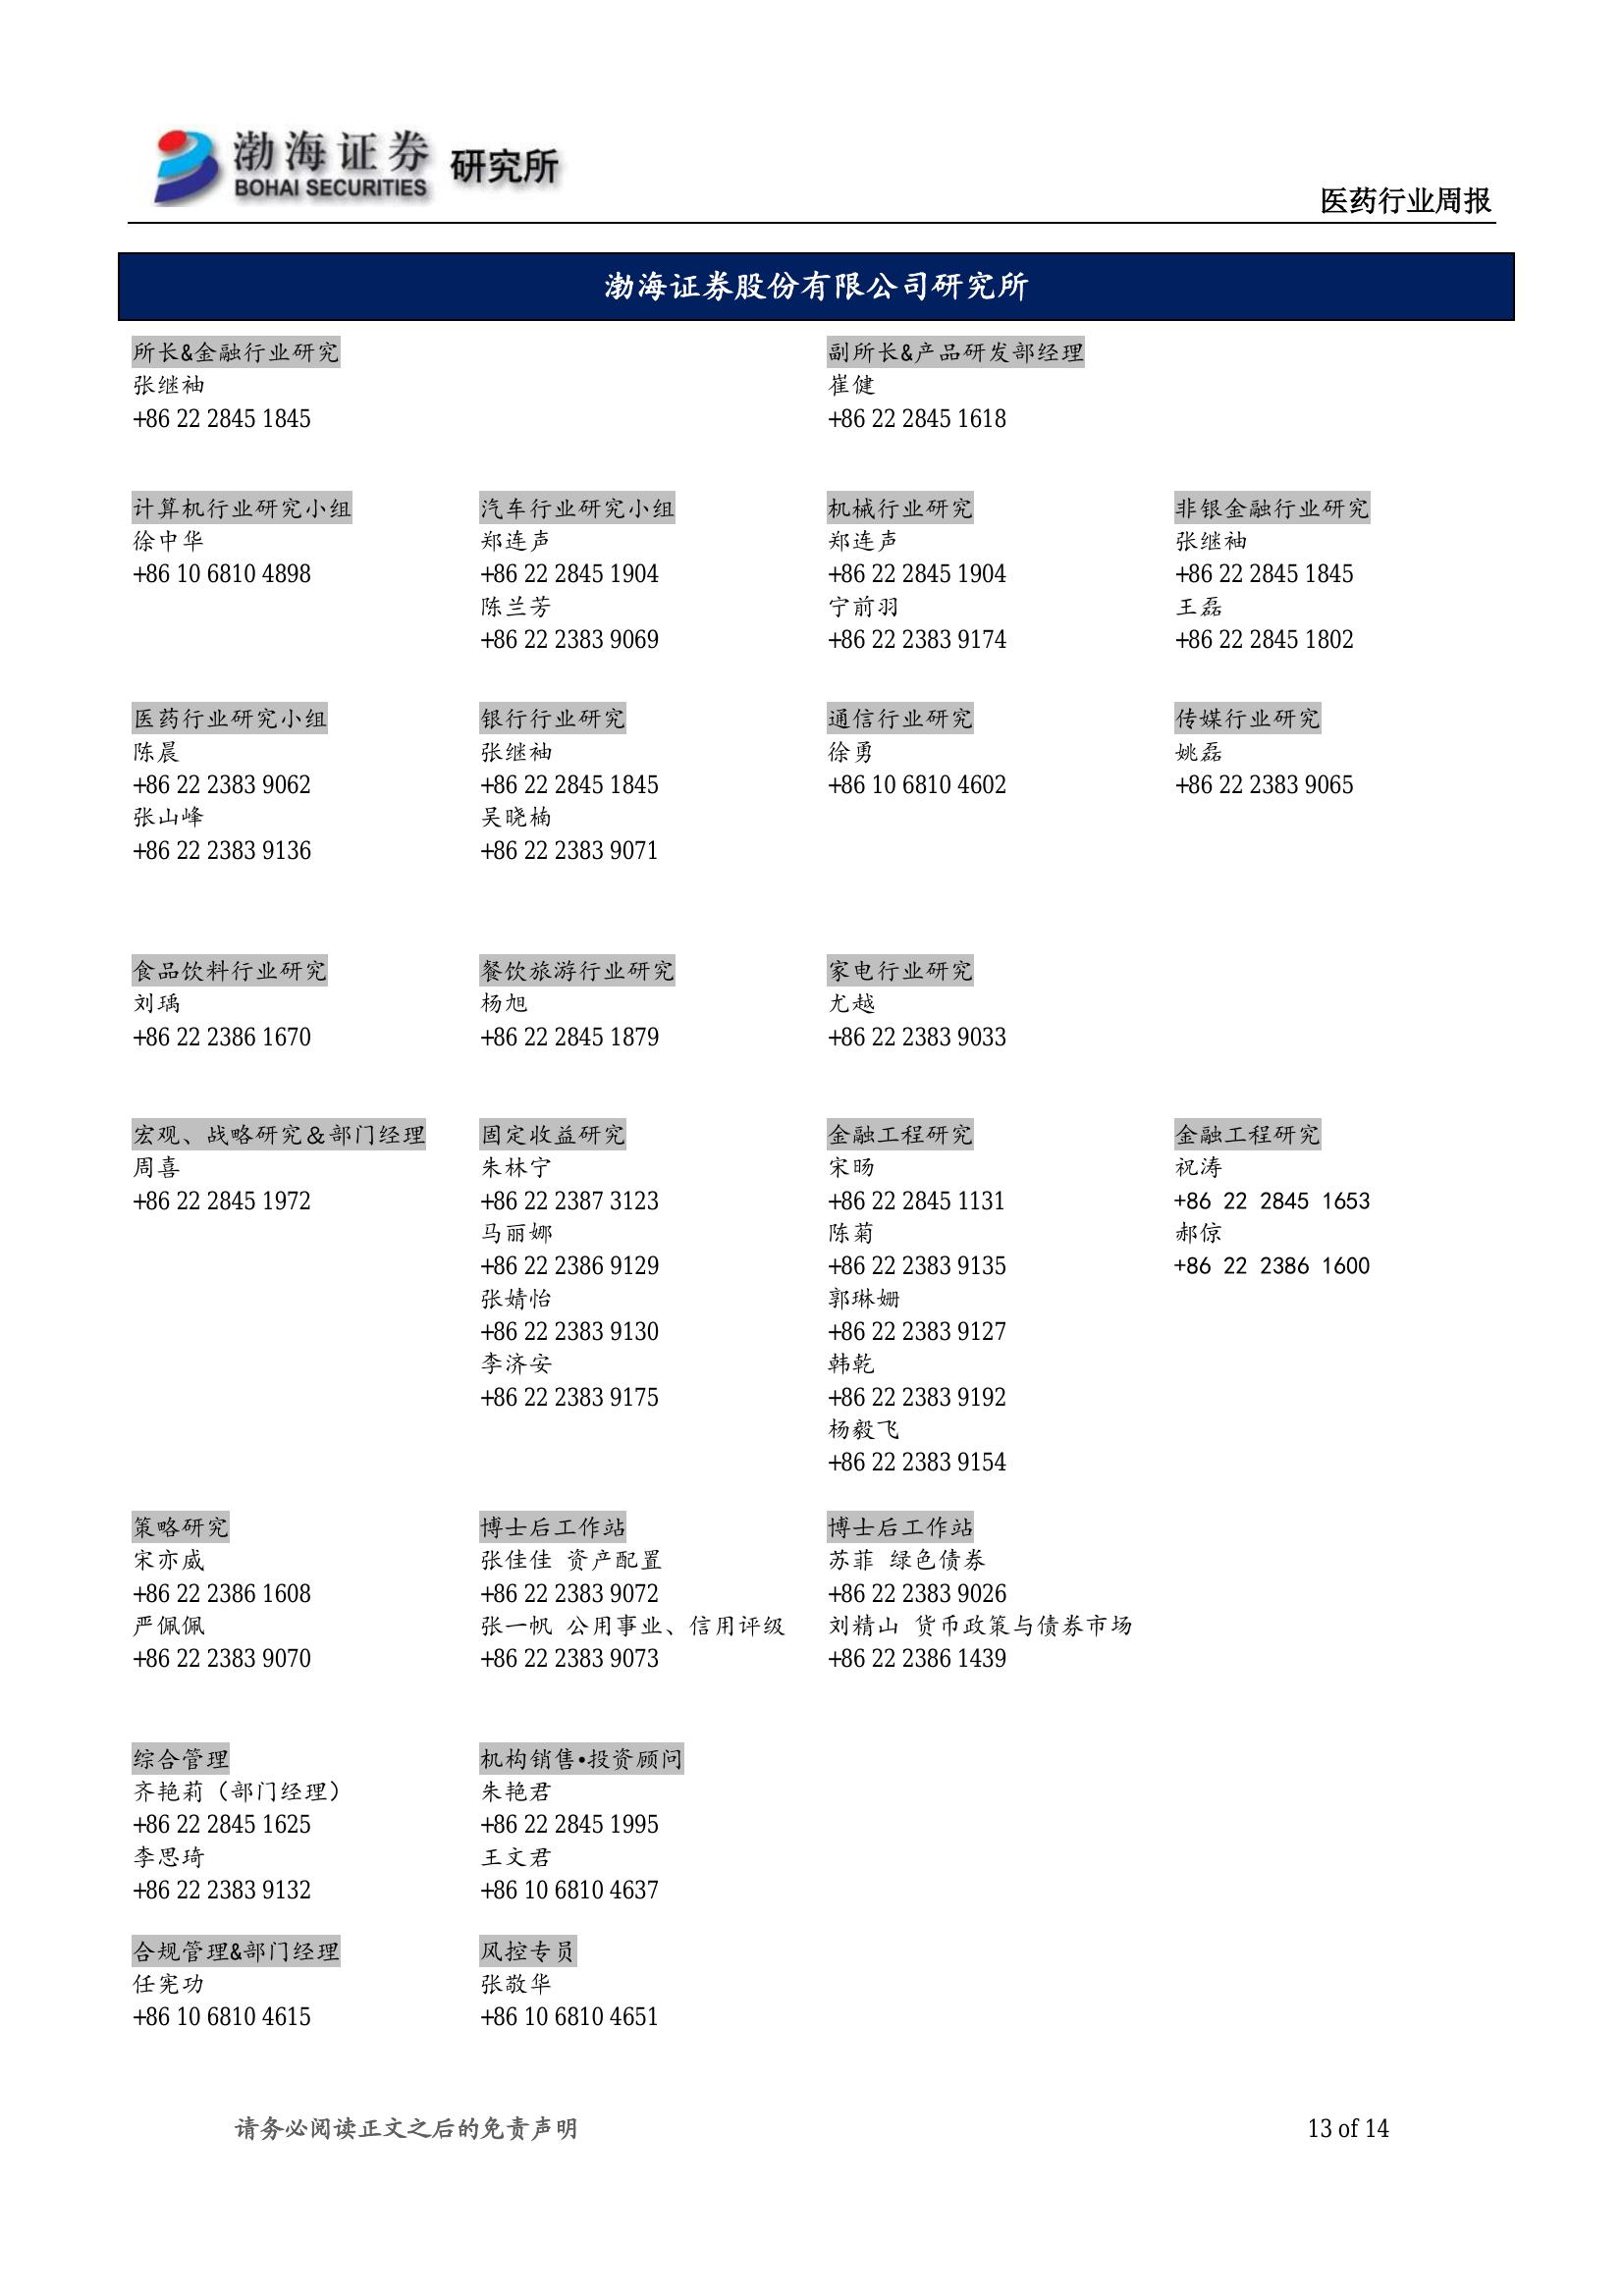 渤海证券 研究所
BOHAI SECURITIES
医药行业周报
渤海证券股份有限公司研究所
所长&金融行业研究
张继袖
+86 22 2845 1845
副所长&产品研发部经理
崔健
+86 22 2845 1618
计算机行业研究小组
徐中华
+86 10 6810 4898
汽车行业研究小组
郑连声
+86 22 2845 1904
陈兰芳
+86 22 2383 9069
机械行业研究
郑连声
+86 22 2845 1904
宁前羽
+86 22 2383 9174
非银金融行业研究
张继袖
+86 22 2845 1845
王磊
+86 22 2845 1802
医药行业研究小组
陈晨
+86 22 2383 9062
张山峰
+86 22 2383 9136
银行行业研究
张继袖
+86 22 2845 1845
吴晓楠
+86 22 2383 9071
通信行业研究
徐勇
+86 10 6810 4602
传媒行业研究
姚磊
+86 22 2383 9065
食品饮料行业研究
刘瑀
+86 22 2386 1670
餐饮旅游行业研究
杨旭
+86 22 2845 1879
家电行业研究
尤越
+86 22 2383 9033
宏观、战略研究＆部门经理
周喜
+86 22 2845 1972
固定收益研究
朱林宁
+86 22 2387 3123
马丽娜
+86 22 2386 9129
张婧怡
+86 22 2383 9130
李济安
+86 22 2383 9175
金融工程研究
宋旸
+86 22 2845 1131
陈菊
+86 22 2383 9135
郭琳姗
+86 22 2383 9127
韩乾
+86 22 2383 9192
杨毅飞
+86 22 2383 9154
金融工程研究
祝涛
+86 22 2845 1653
郝倞
+86 22 2386 1600
策略研究
宋亦威
+86 22 2386 1608
严佩佩
+86 22 2383 9070
博士后工作站
张佳佳 资产配置
+86 22 2383 9072
张一帆 公用事业、信用评级
+86 22 2383 9073
博士后工作站
苏菲 绿色债券
+86 22 2383 9026
刘精山 货币政策与债券市场
+86 22 2386 1439
综合管理
齐艳莉（部门经理）
+86 22 2845 1625
李思琦
+86 22 2383 9132
机构销售•投资顾问
朱艳君
+86 22 2845 1995
王文君
+86 10 6810 4637
合规管理&部门经理
任宪功
+86 10 6810 4615
风控专员
张敬华
+86 10 6810 4651
请务必阅读正文之后的免责声明
13 of 14